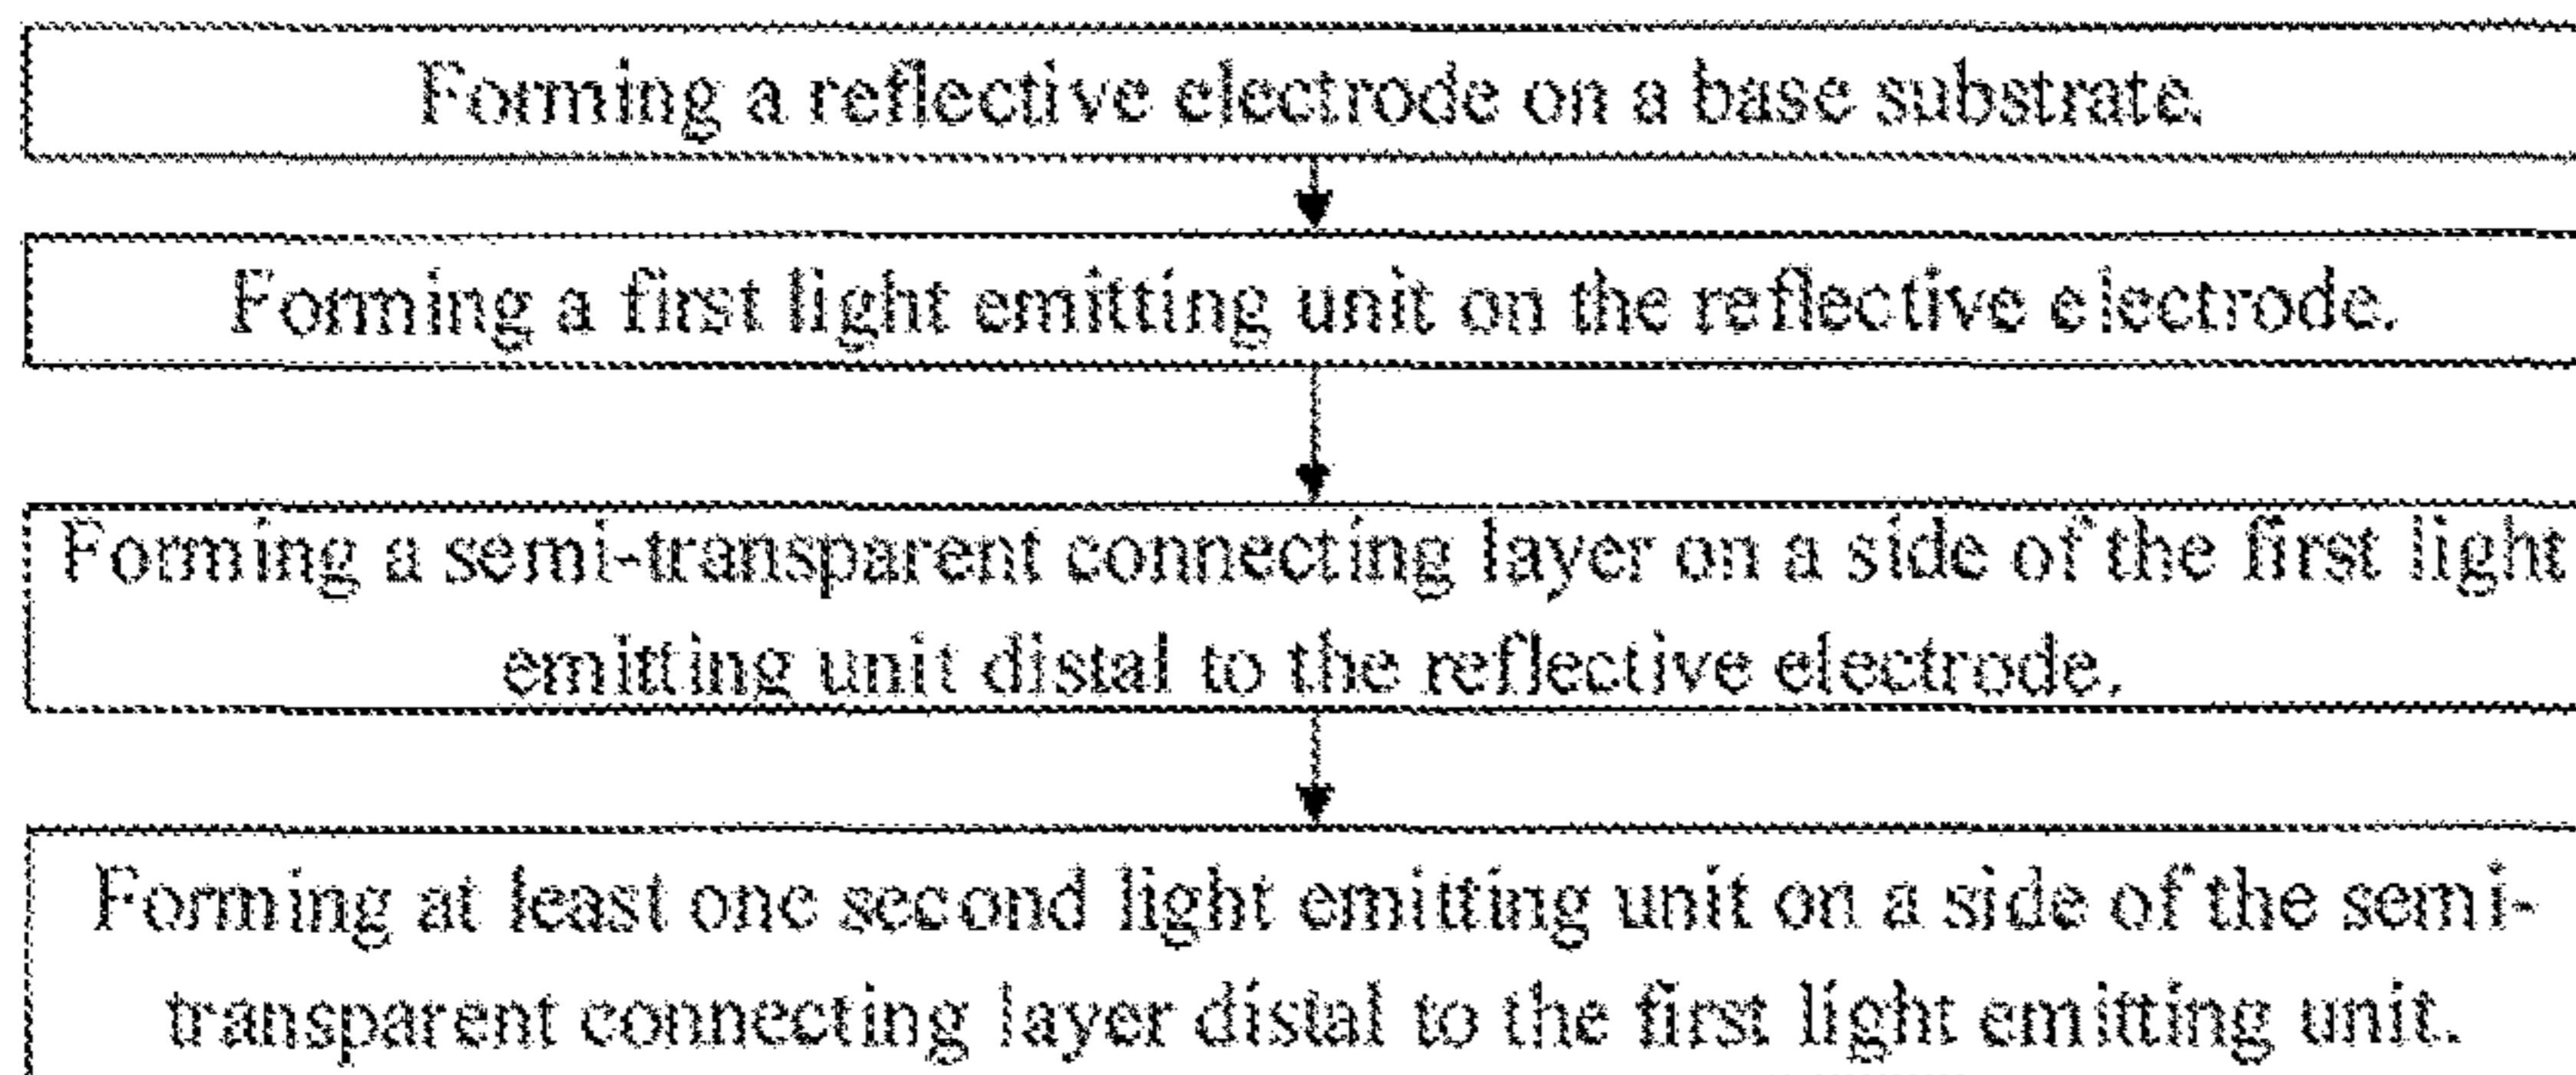 Forming a reflective electrode on a base substrate.
Forming a first light emitting unit on the reflective electrode.
Forming a semi-transparent connecting layer on a side of the first light
emitting unit distal to the reflective electrode.
Forming at least one second light emitting unit on a side of the semi-
transparent connecting layer distal to the first light emitting unit.